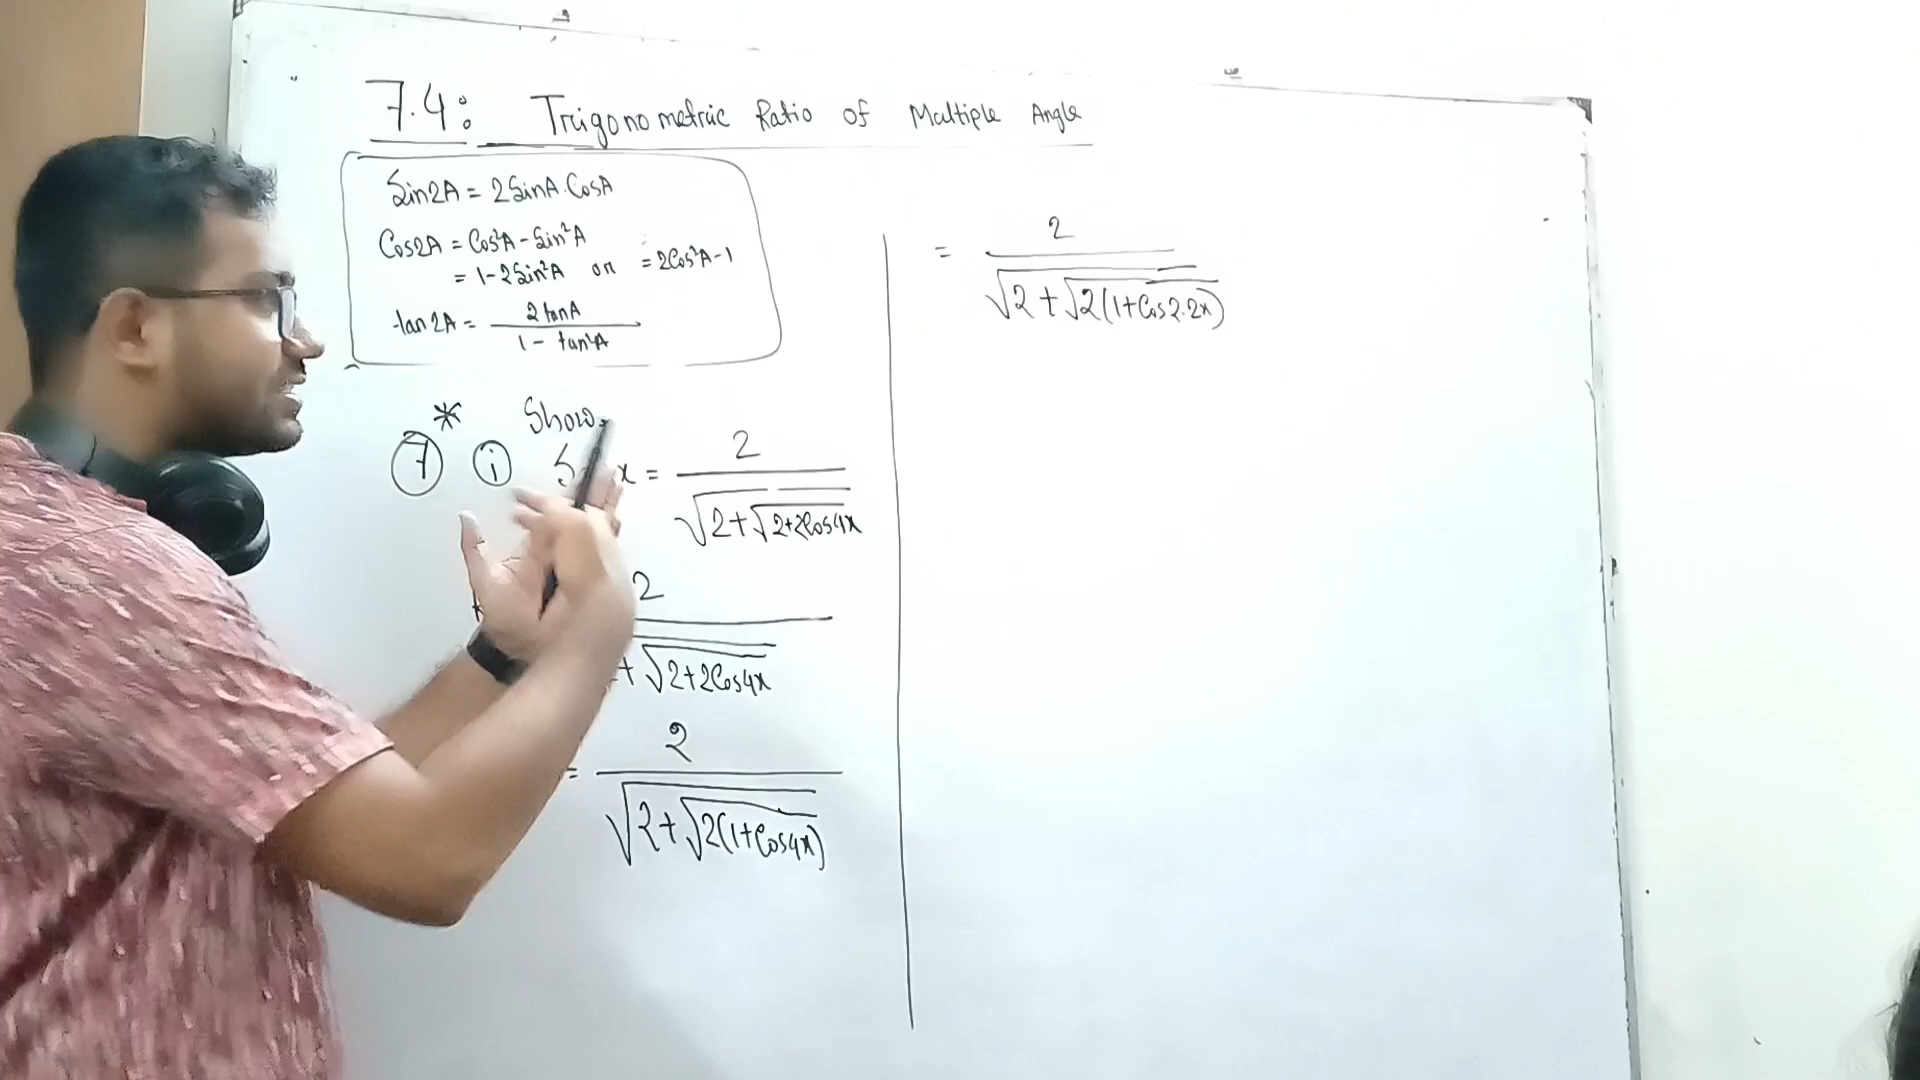 7.4: Trigonometric Ratio of Multiple Angle
Sin2A = 2SinA.CosA
Cos2A = Cos²A - Sin²A
= 1-2Sin²A or = 2Cos²A-1
tan2A = 2tanA / 1 - tan²A
*
7 i Show,
x = 2 / √2+√2+2Cos4x
2 / + √2+2Cos4x
= 2 / √2+√2(1+Cos4x)
= 2 / √2+√2(1+Cos2.2x)